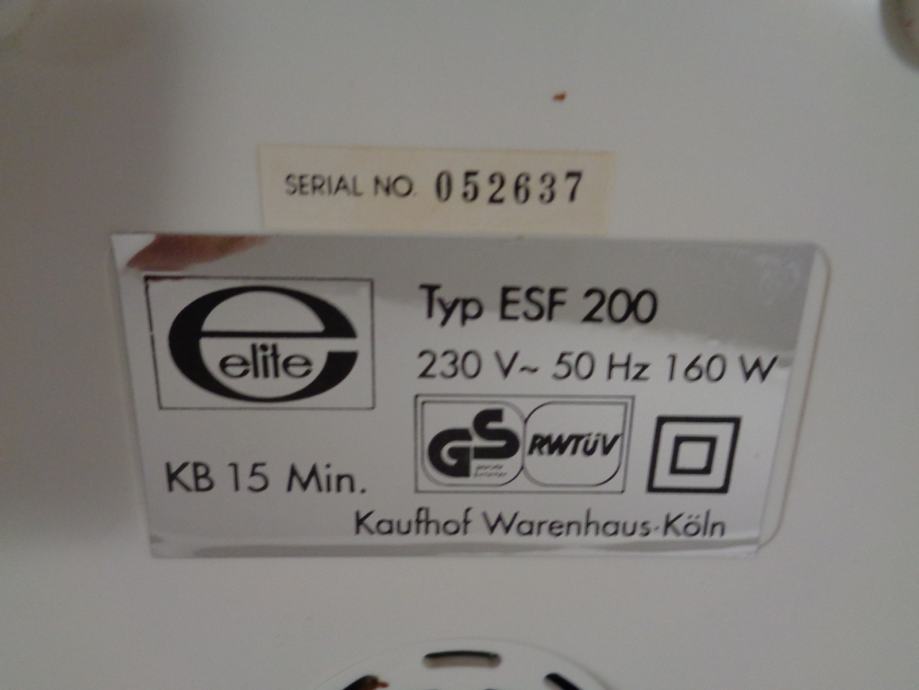 SERIAL NO. 052637
elite
Typ ESF 200
230 V~ 50 Hz 160 W
GS
RWTÜV
KB 15 Min.
Kaufhof Warenhaus·Köln